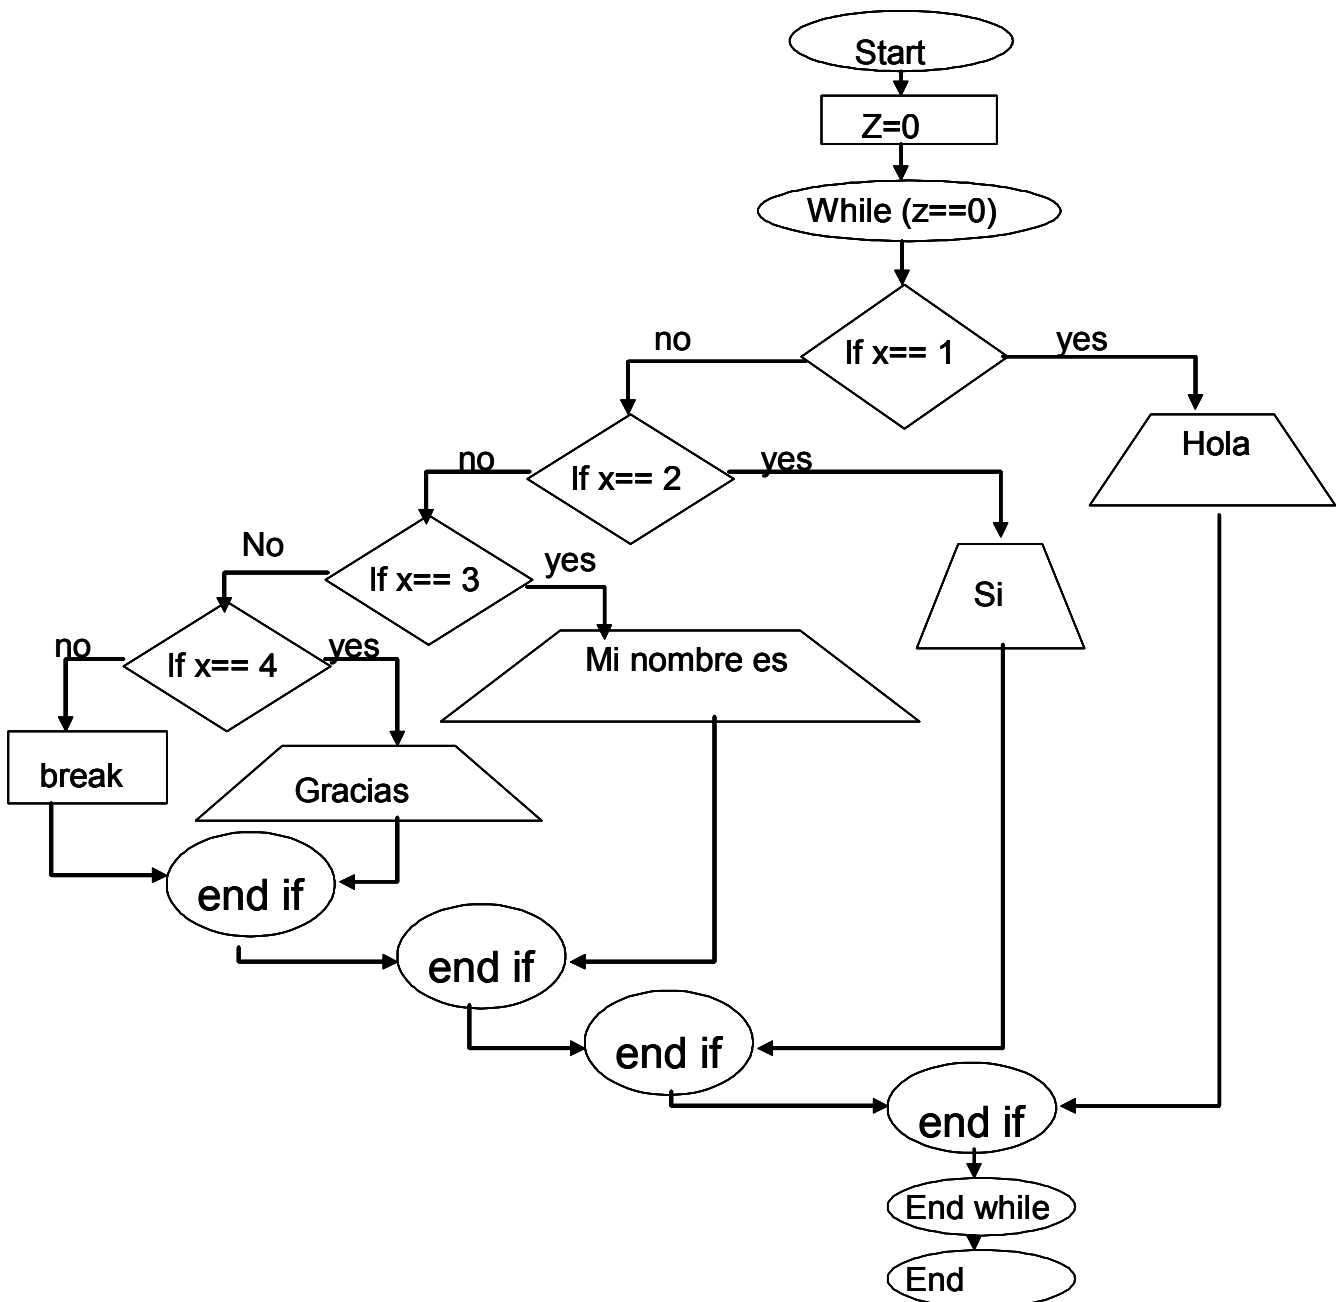 Start
Z=0
While (z==0)
If x== 1
no
yes
Hola
If x== 2
no
yes
Si
If x== 3
No
yes
Mi nombre es
If x== 4
no
yes
break
Gracias
end if
end if
end if
end if
End while
End